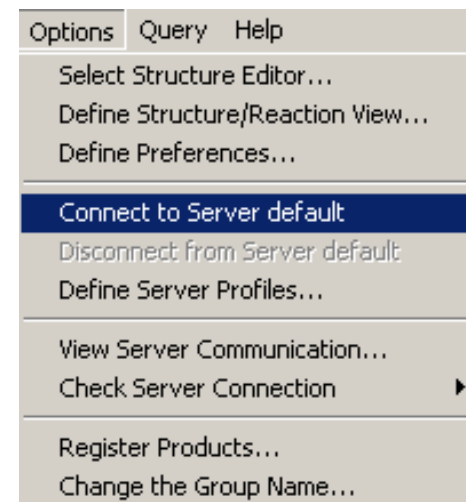 Options Query Help
Select Structure Editor...
Define Structure/Reaction View...
Define Preferences...
Connect to Server default
Disconnect from Server default
Define Server Profiles...
View Server Communication...
Check Server Connection
Register Products...
Change the Group Name...